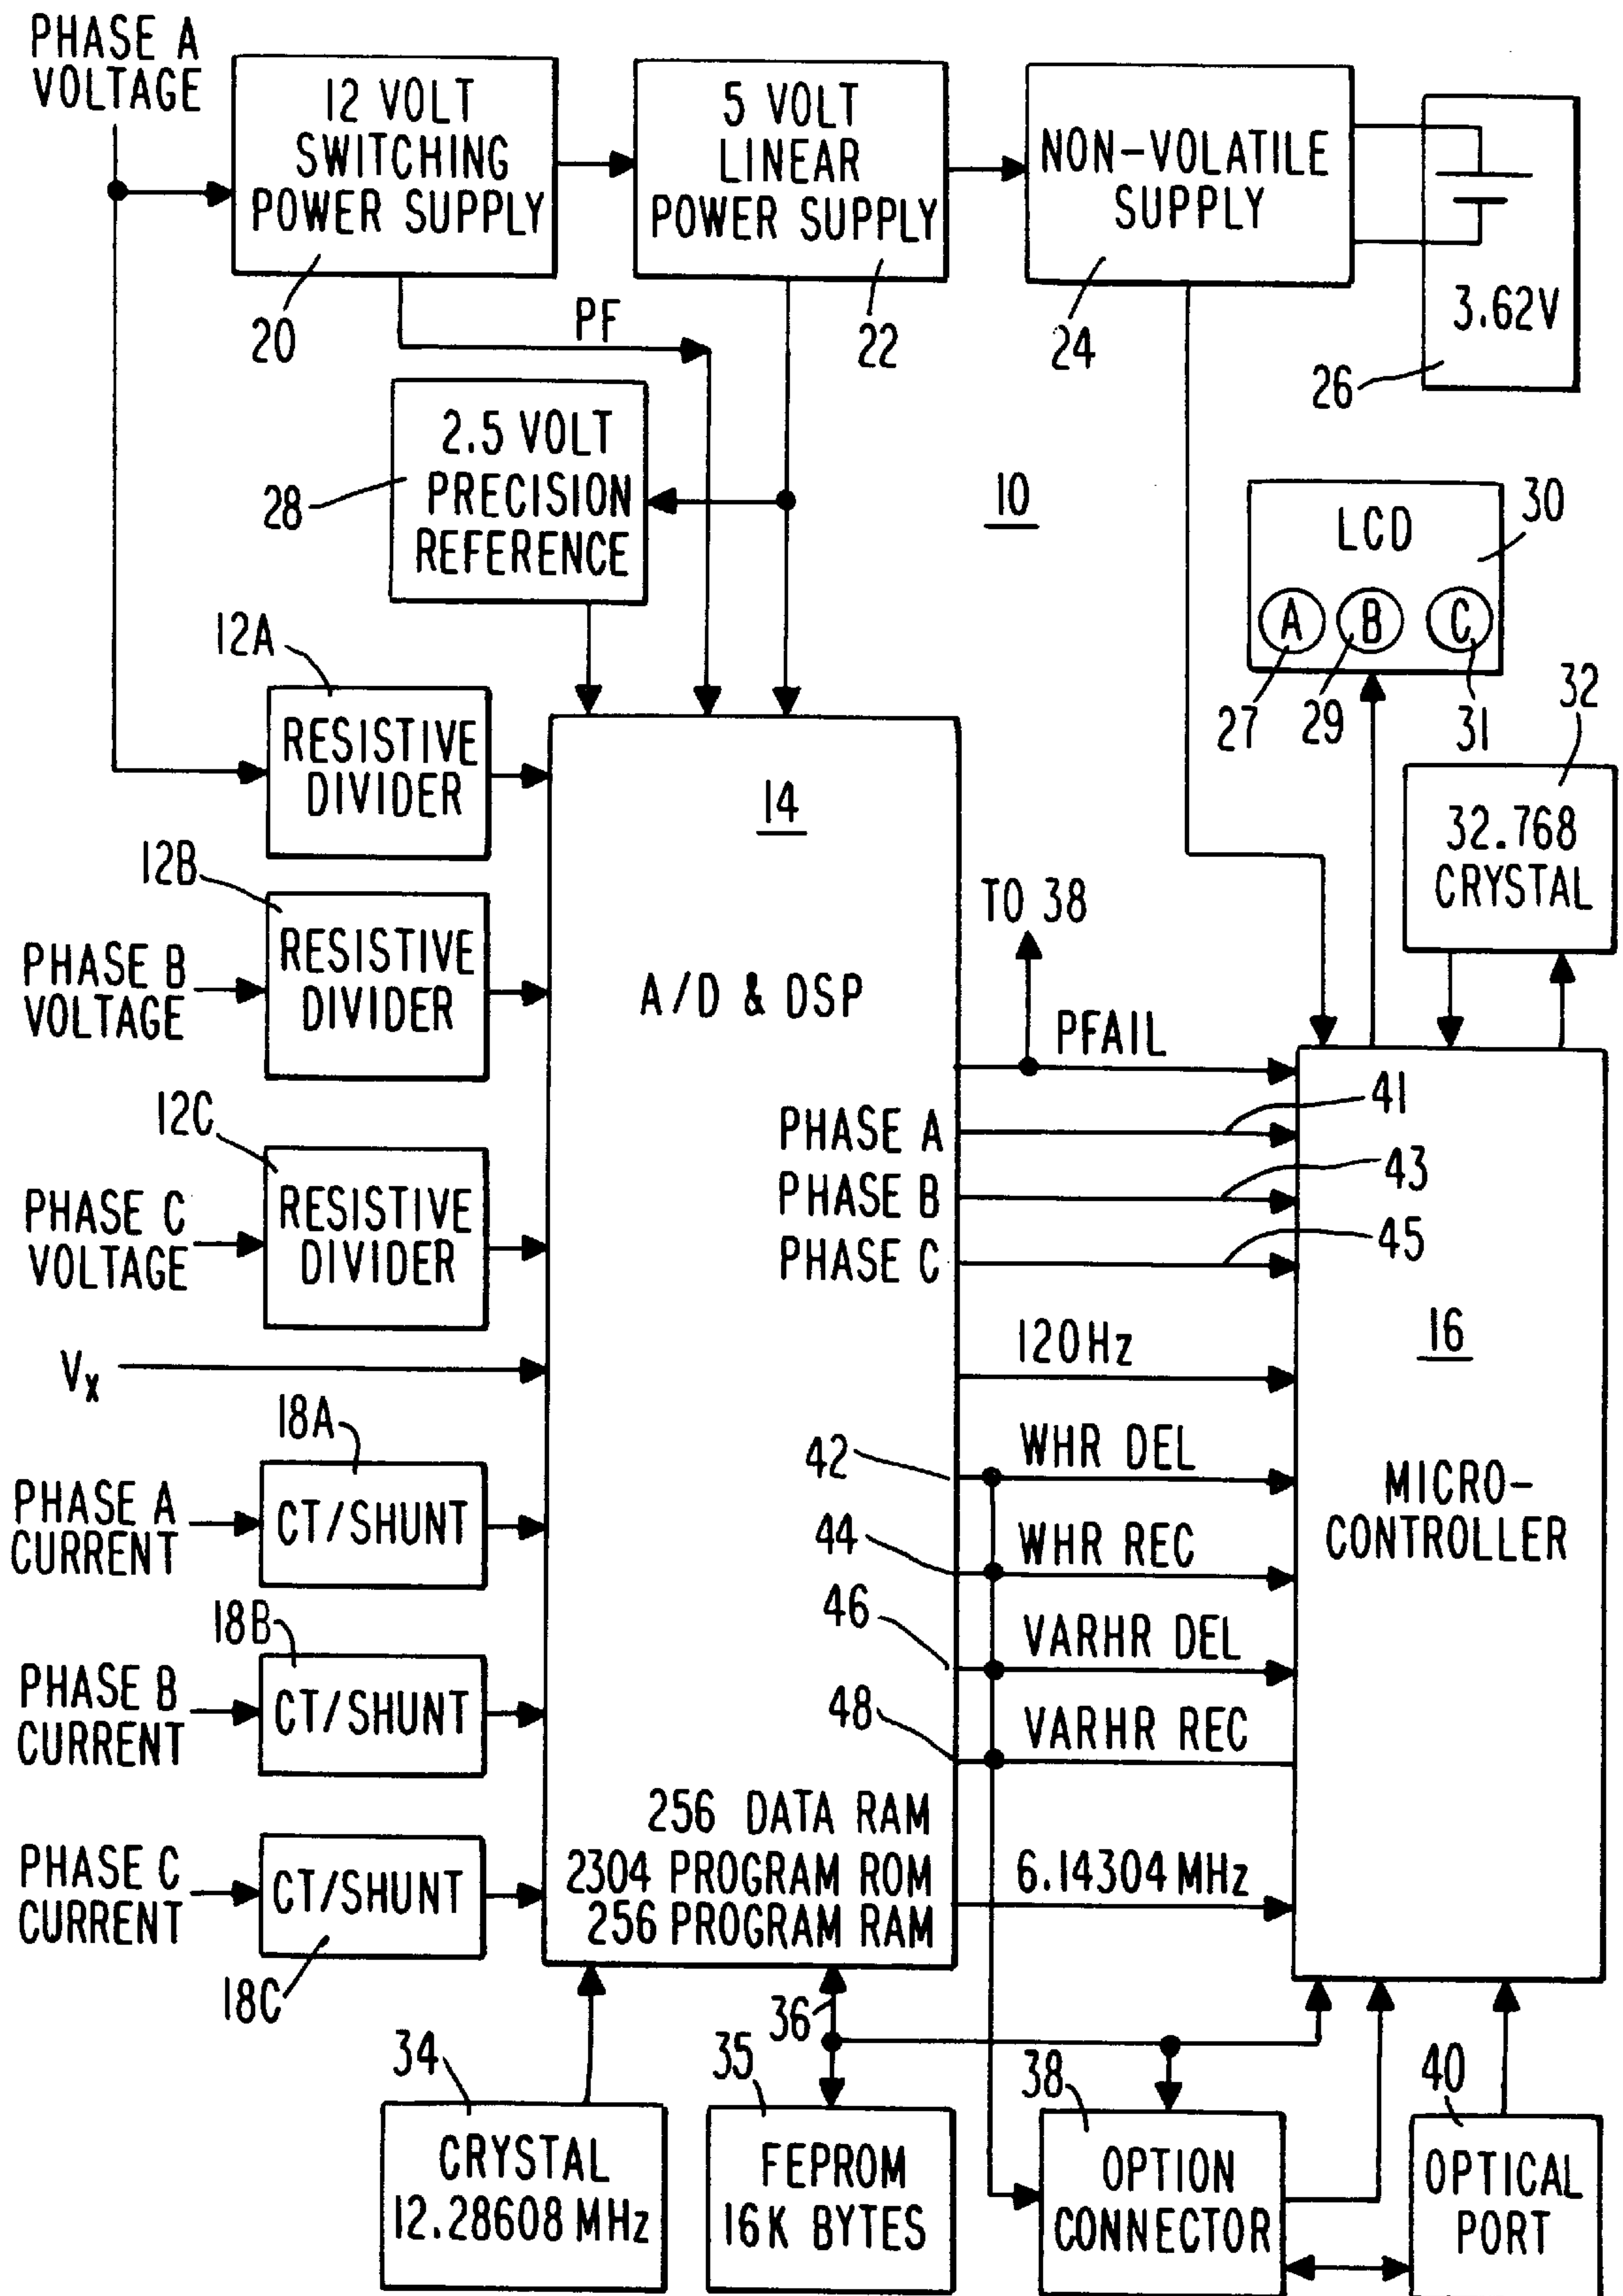 PHASE A
VOLTAGE
12 VOLT
SWITCHING
POWER SUPPLY
20
5 VOLT
LINEAR
POWER SUPPLY
22
NON-VOLATILE
SUPPLY
24
3.62V
26
PF
2.5 VOLT
PRECISION
REFERENCE
28
10
LCD
A B C
30
27
29
31
32
32.768
CRYSTAL
12A
RESISTIVE
DIVIDER
12B
PHASE B
VOLTAGE
RESISTIVE
DIVIDER
12C
PHASE C
VOLTAGE
RESISTIVE
DIVIDER
Vx
18A
PHASE A
CURRENT
CT/SHUNT
18B
PHASE B
CURRENT
CT/SHUNT
PHASE C
CURRENT
CT/SHUNT
18C
14
A/D & DSP
TO 38
PFAIL
PHASE A
41
PHASE B
43
PHASE C
45
120Hz
42
WHR DEL
44
WHR REC
46
VARHR DEL
48
VARHR REC
256 DATA RAM
2304 PROGRAM ROM
256 PROGRAM RAM
6.14304 MHz
16
MICRO-
CONTROLLER
34
CRYSTAL
12.28608 MHz
36
35
FEPROM
16K BYTES
38
OPTION
CONNECTOR
40
OPTICAL
PORT